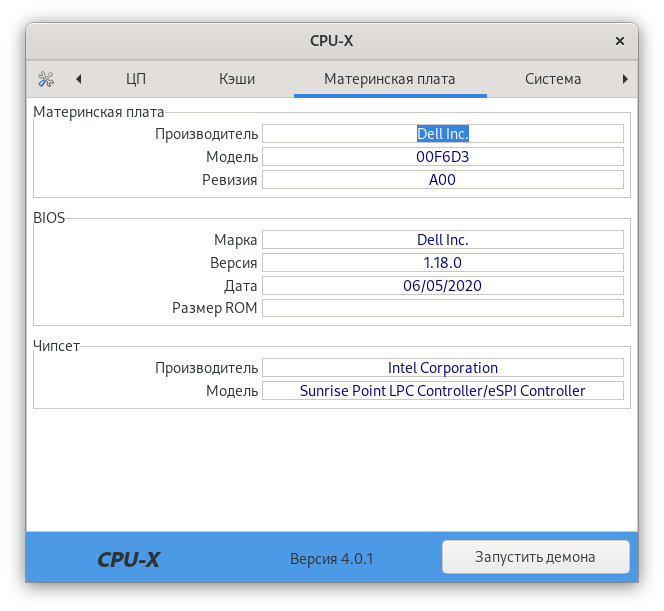 CPU-X
ЦП Кэши Материнская плата Система
Материнская плата
Производитель Dell Inc.
Модель 00F6D3
Ревизия A00
BIOS
Марка Dell Inc.
Версия 1.18.0
Дата 06/05/2020
Размер ROM
Чипсет
Производитель Intel Corporation
Модель Sunrise Point LPC Controller/eSPI Controller
CPU-X Версия 4.0.1 Запустить демона